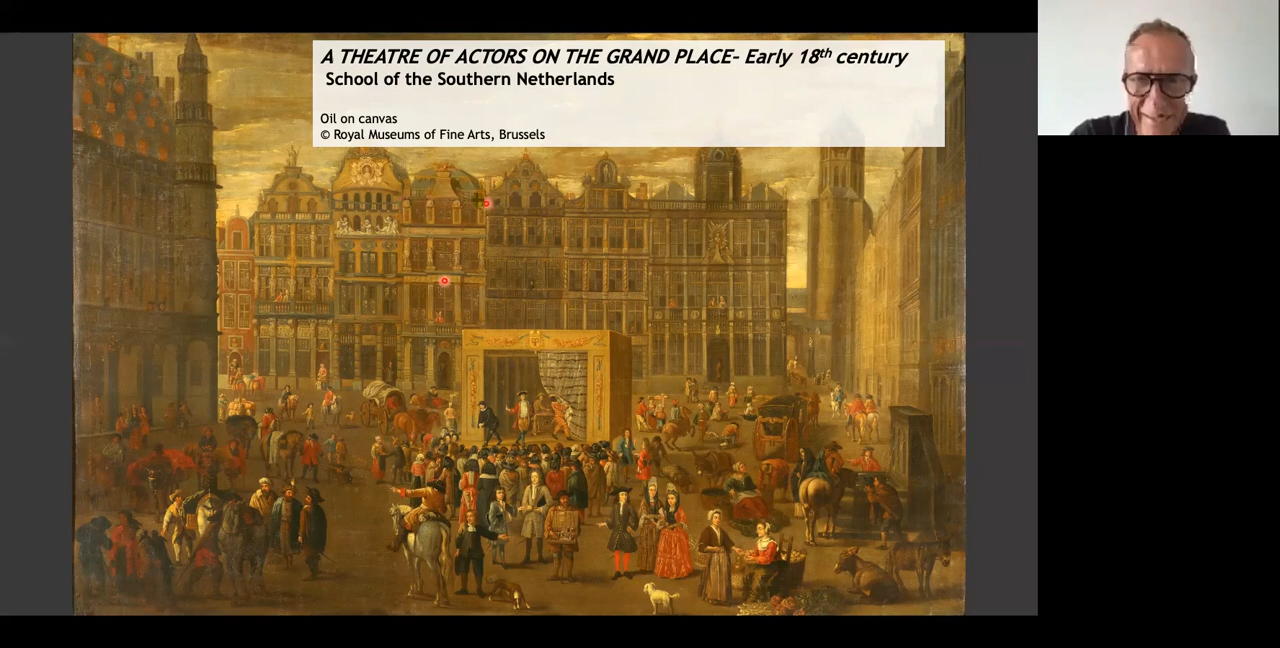 A THEATRE OF ACTORS ON THE GRAND PLACE- Early 18th century
School of the Southern Netherlands
Oil on canvas
© Royal Museums of Fine Arts, Brussels